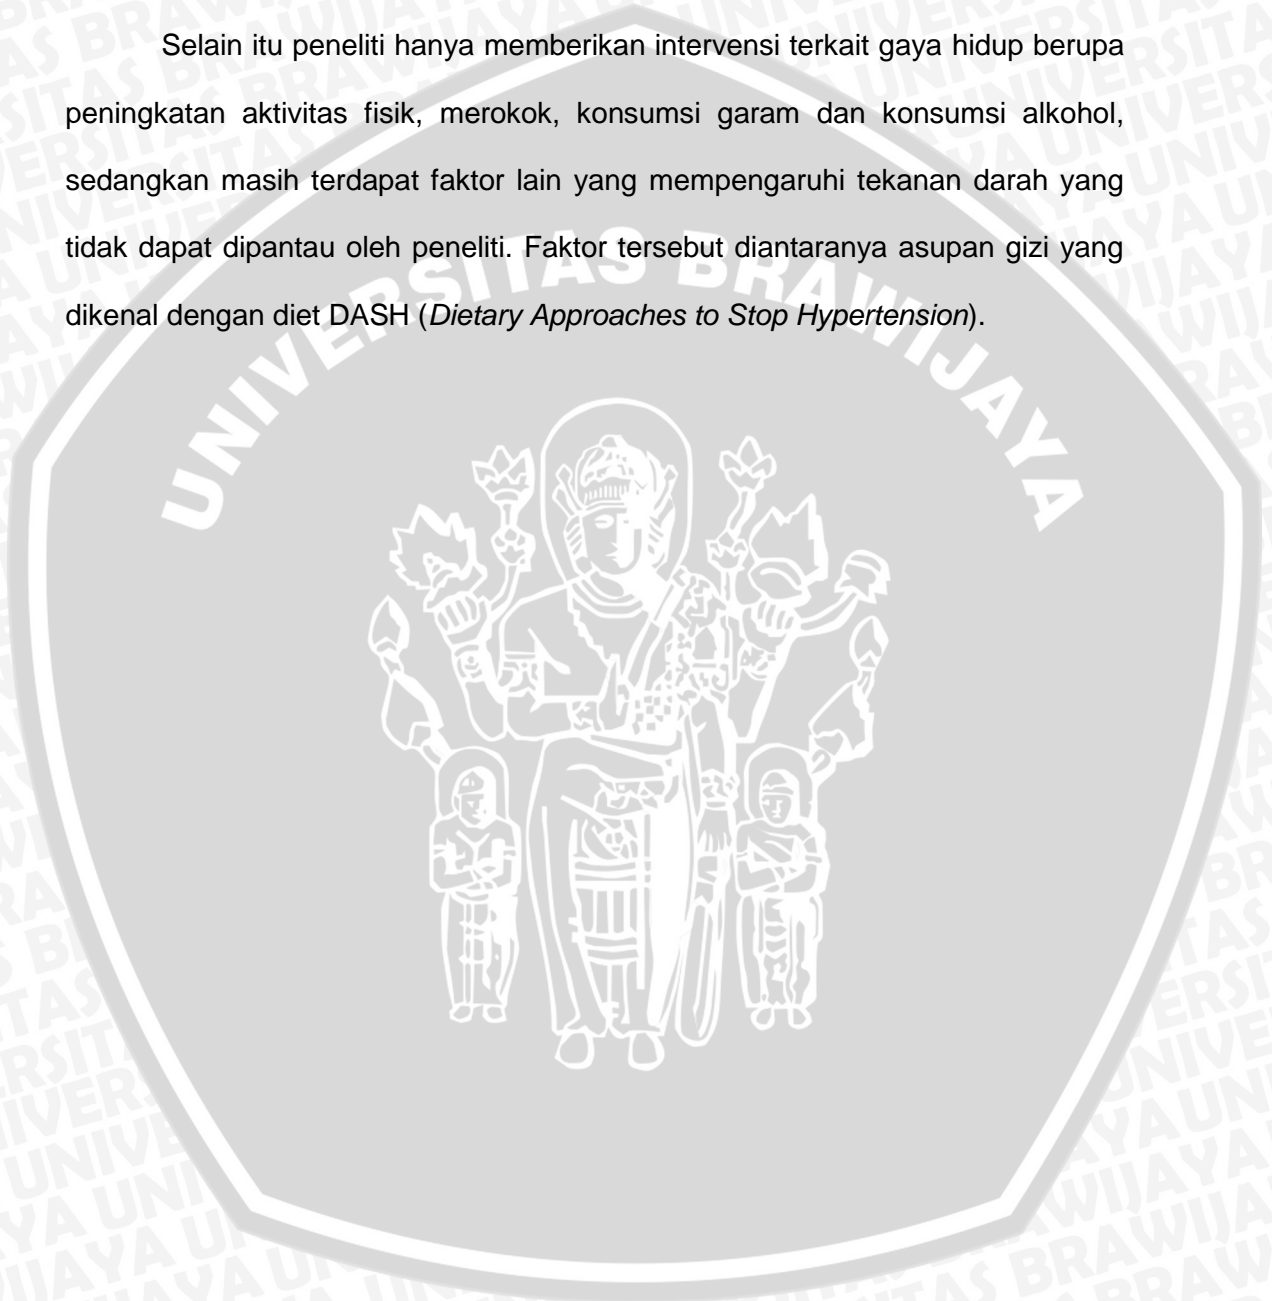 Selain itu peneliti hanya memberikan intervensi terkait gaya hidup berupa
peningkatan aktivitas fisik, merokok, konsumsi garam dan konsumsi alkohol,
sedangkan masih terdapat faktor lain yang mempengaruhi tekanan darah yang
tidak dapat dipantau oleh peneliti. Faktor tersebut diantaranya asupan gizi yang
dikenal dengan diet DASH (Dietary Approaches to Stop Hypertension).
UNIVERSITAS BRAWIJAYA